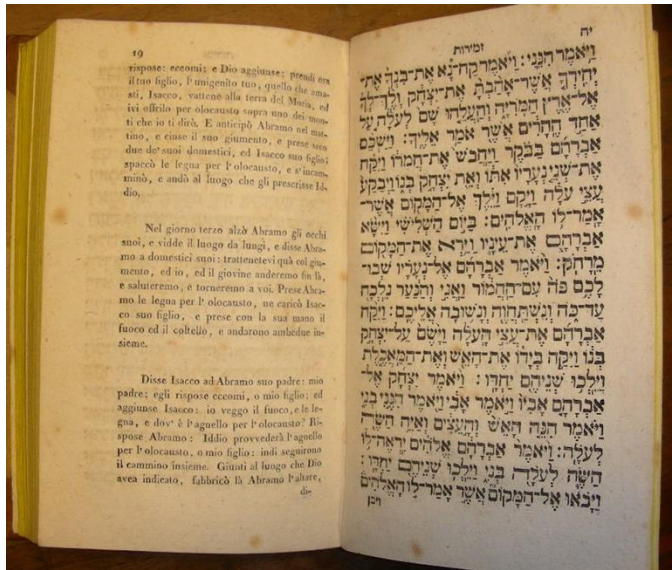 19
rispose: eccomi; e Dio aggiunse: prendi ora
il tuo figlio, l'unigenito tuo, quello che ama-
sti, Isacco, vattene alla terra del Moria, ed
ivi offrilo per olocausto sopra uno dei mon-
ti che io ti dirò. E anticipò Abramo nel mat-
tino, e cinse il suo giumento, e prese seco
due de' suoi domestici, ed Isacco suo figlio;
spaccò le legna per l'olocausto, e s'incam-
minò, e andò al luogo che gli prescrisse Id-
dio.
Nel giorno terzo alzò Abramo gli occhi
suoi, e vidde il luogo da lungi, e disse Abra-
mo a domestici suoi: trattenetevi quà col giu-
mento, ed io, ed il giovine anderemo fin là,
e saluteremo, e torneremo a voi. Prese Abra-
mo le legna per l' olocausto, ne caricò Isac-
co suo figlio, e prese con la sua mano il
fuoco ed il coltello, e andarono ambedue in-
sieme.
Disse Isacco ad Abramo suo padre: mio
padre; egli rispose eccomi, o mio figlio; ed
aggiunse Isacco: io veggo il fuoco, e le le-
gna, e dov' è l'agnello per l'olocausto? Ri-
spose Abramo: Iddio provvederà l'agnello
per l'olocausto, o mio figlio: indi seguirono
il cammino insieme. Giunti al luogo che Dio
avea indicato, fabbricò là Abramo l'altare,
di-
יה
זמירות
וַיֹּאמֶר הִנֵּנִי: וַיֹּאמֶר קַח־נָא אֶת־בִּנְךָ אֶת־
יְחִידְךָ אֲשֶׁר־אָהַבְתָּ אֶת־יִצְחָק וְלֶךְ־לְךָ
אֶל־אֶרֶץ הַמֹּרִיָּה וְהַעֲלֵהוּ שָׁם לְעֹלָה עַל
אַחַד הֶהָרִים אֲשֶׁר אֹמַר אֵלֶיךָ: וַיַּשְׁכֵּם
אַבְרָהָם בַּבֹּקֶר וַיַּחֲבֹשׁ אֶת־חֲמֹרוֹ וַיִּקַּח
אֶת־שְׁנֵי נְעָרָיו אִתּוֹ וְאֵת יִצְחָק בְּנוֹ וַיְבַקַּע
עֲצֵי עֹלָה וַיָּקָם וַיֵּלֶךְ אֶל־הַמָּקוֹם אֲשֶׁר־
אָמַר־לוֹ הָאֱלֹהִים: בַּיּוֹם הַשְּׁלִישִׁי וַיִּשָּׂא
אַבְרָהָם אֶת־עֵינָיו וַיַּרְא אֶת־הַמָּקוֹם
מֵרָחֹק: וַיֹּאמֶר אַבְרָהָם אֶל־נְעָרָיו שְׁבוּ־
לָכֶם פֹּה עִם־הַחֲמוֹר וַאֲנִי וְהַנַּעַר נֵלְכָה
עַד־כֹּה וְנִשְׁתַּחֲוֶה וְנָשׁוּבָה אֲלֵיכֶם: וַיִּקַּח
אַבְרָהָם אֶת־עֲצֵי הָעֹלָה וַיָּשֶׂם עַל־יִצְחָק
בְּנוֹ וַיִּקַּח בְּיָדוֹ אֶת־הָאֵשׁ וְאֶת־הַמַּאֲכֶלֶת
וַיֵּלְכוּ שְׁנֵיהֶם יַחְדָּו: וַיֹּאמֶר יִצְחָק אֶל־
אַבְרָהָם אָבִיו וַיֹּאמֶר אָבִי וַיֹּאמֶר הִנֶּנִּי בְנִי
וַיֹּאמֶר הִנֵּה הָאֵשׁ וְהָעֵצִים וְאַיֵּה הַשֶּׂה
לְעֹלָה: וַיֹּאמֶר אַבְרָהָם אֱלֹהִים יִרְאֶה־לּוֹ
הַשֶּׂה לְעֹלָה בְּנִי וַיֵּלְכוּ שְׁנֵיהֶם יַחְדָּו:
וַיָּבֹאוּ אֶל־הַמָּקוֹם אֲשֶׁר אָמַר־לוֹ הָאֱלֹהִים
ויבן